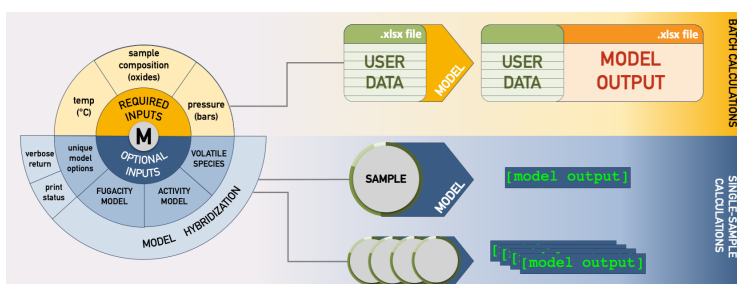 sample
composition
(oxides)
temp
(°C)
REQUIRED
INPUTS
pressure
(bars)
M
verbose
return
unique
model
options
OPTIONAL
INPUTS
VOLATILE
SPECIES
print
status
FUGACITY
MODEL
ACTIVITY
MODEL
MODEL HYBRIDIZATION
.xlsx file
USER
DATA
MODEL
.xlsx file
USER
DATA
MODEL
OUTPUT
BATCH CALCULATIONS
SAMPLE
MODEL
[model output]
[model output]
SINGLE-SAMPLE
CALCULATIONS